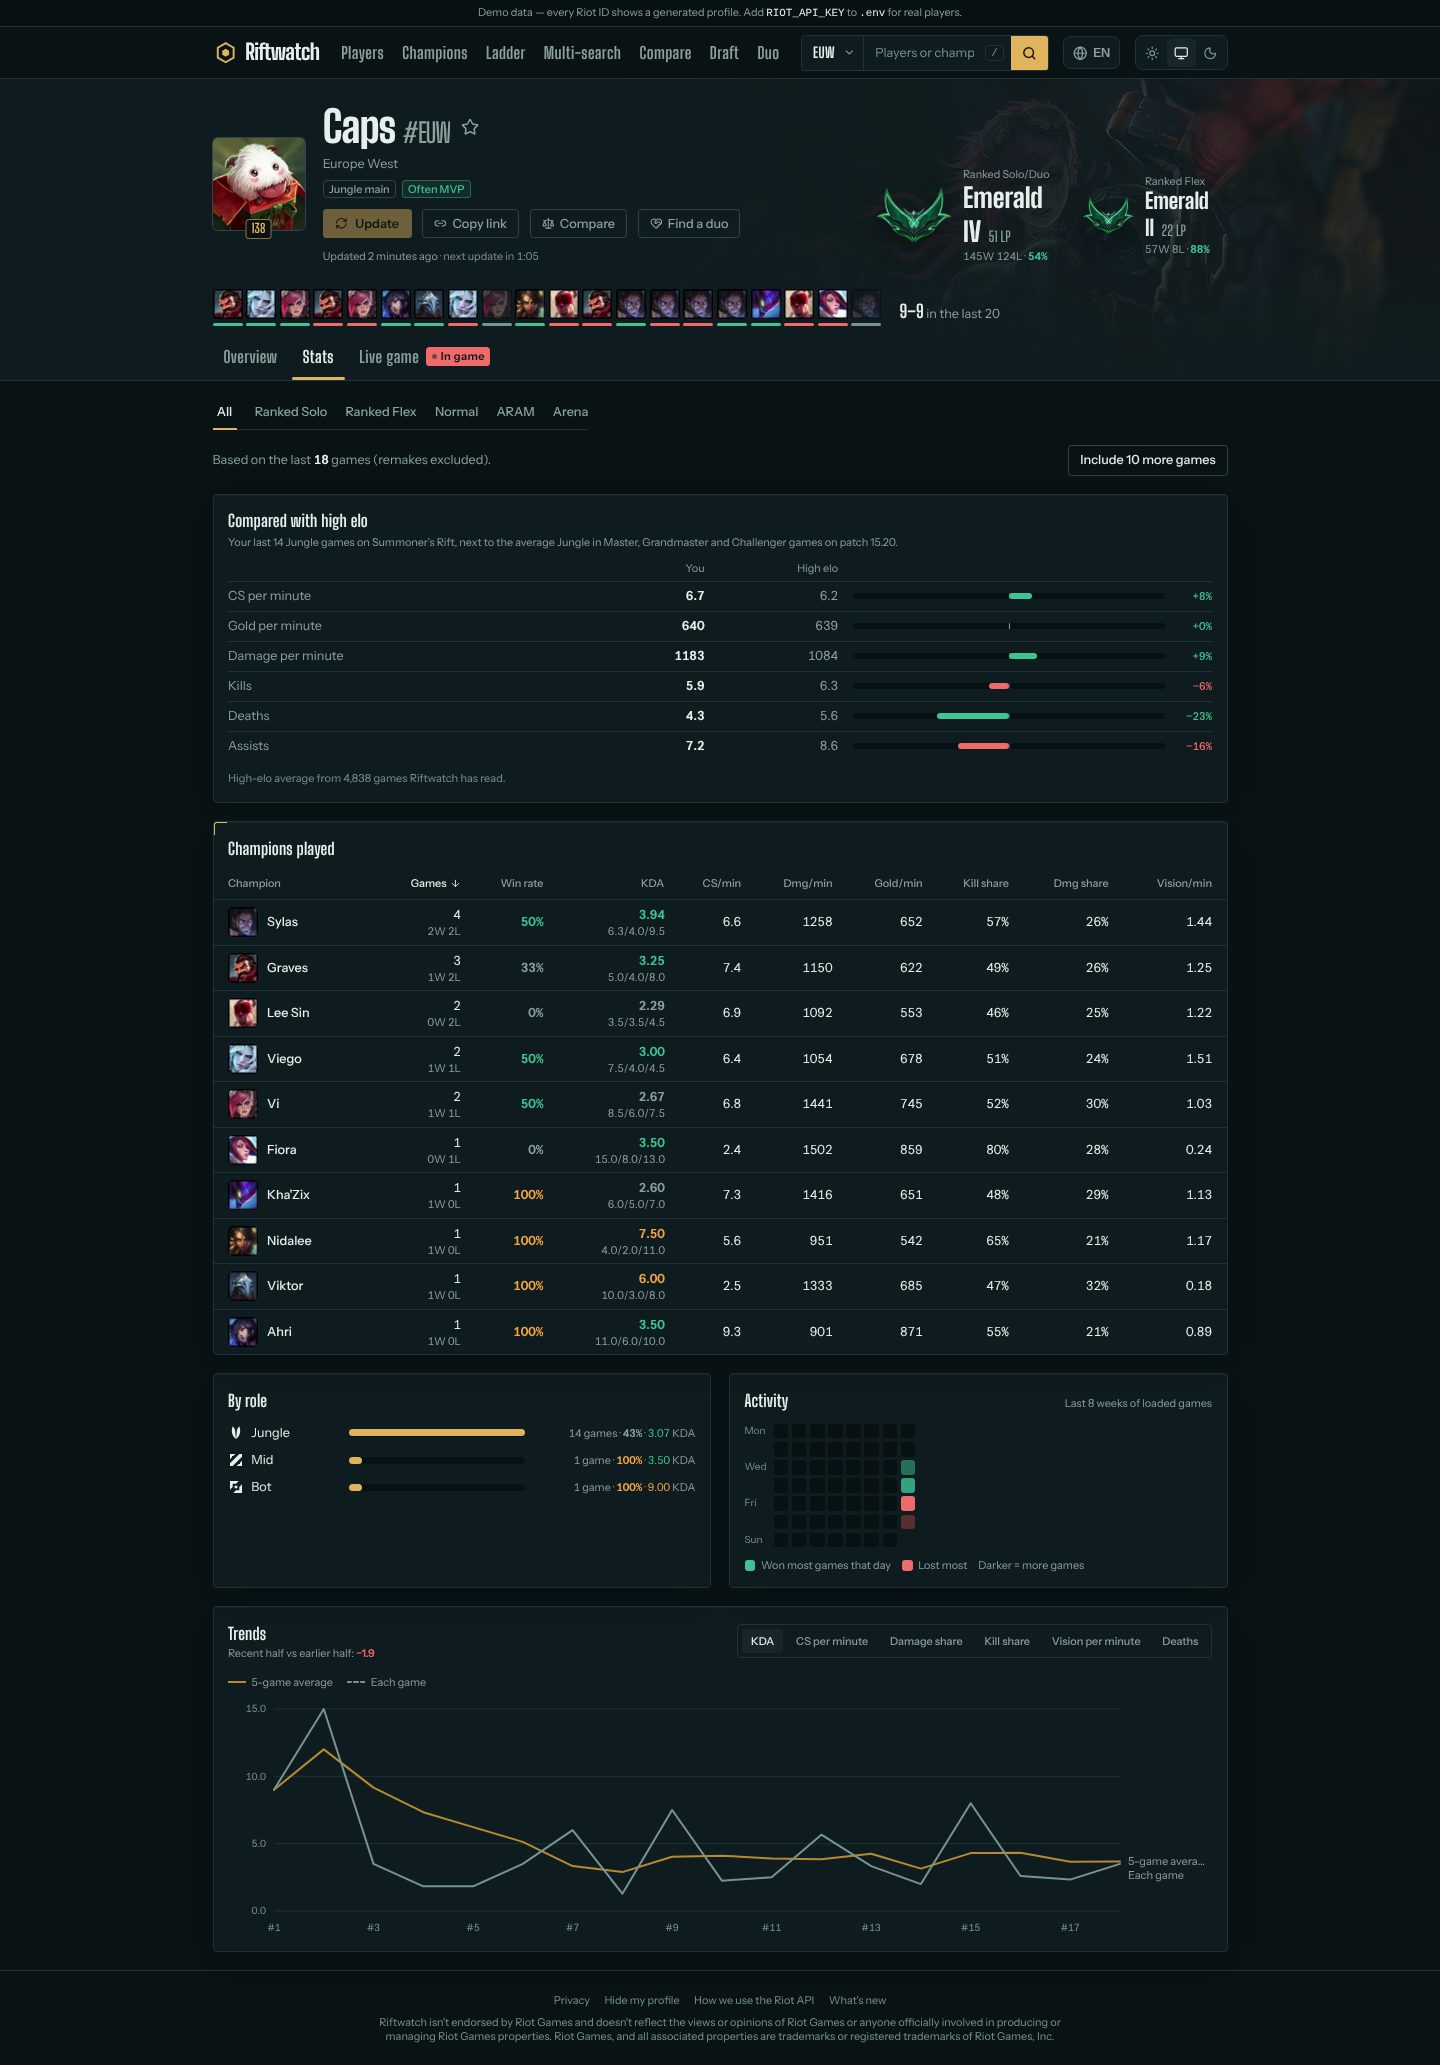 Demo data — every Riot ID shows a generated profile. Add RIOT_API_KEY to .env for real players.
Riftwatch Players Champions Ladder Multi-search Compare Draft Duo EUW Players or champ / EN
Caps #EUW
Europe West
Jungle main Often MVP
Update Copy link Compare Find a duo
Updated 2 minutes ago · next update in 1:05
138
Ranked Solo/Duo
Emerald
IV 51 LP
145W 124L · 54%
Ranked Flex
Emerald
II 22 LP
57W 8L · 88%
9–9 in the last 20
Overview Stats Live game In game
All Ranked Solo Ranked Flex Normal ARAM Arena
Based on the last 18 games (remakes excluded). Include 10 more games
Compared with high elo
Your last 14 Jungle games on Summoner's Rift, next to the average Jungle in Master, Grandmaster and Challenger games on patch 15.20.
You High elo
CS per minute 6.7 6.2 +8%
Gold per minute 640 639 +0%
Damage per minute 1183 1084 +9%
Kills 5.9 6.3 −6%
Deaths 4.3 5.6 −23%
Assists 7.2 8.6 −16%
High-elo average from 4,838 games Riftwatch has read.
Champions played
Champion Games ↓ Win rate KDA CS/min Dmg/min Gold/min Kill share Dmg share Vision/min
Sylas 4 50% 3.94 6.6 1258 652 57% 26% 1.44
2W 2L 6.3/4.0/9.5
Graves 3 33% 3.25 7.4 1150 622 49% 26% 1.25
1W 2L 5.0/4.0/8.0
Lee Sin 2 0% 2.29 6.9 1092 553 46% 25% 1.22
0W 2L 3.5/3.5/4.5
Viego 2 50% 3.00 6.4 1054 678 51% 24% 1.51
1W 1L 7.5/4.0/4.5
Vi 2 50% 2.67 6.8 1441 745 52% 30% 1.03
1W 1L 8.5/6.0/7.5
Fiora 1 0% 3.50 2.4 1502 859 80% 28% 0.24
0W 1L 15.0/8.0/13.0
Kha'Zix 1 100% 2.60 7.3 1416 651 48% 29% 1.13
1W 0L 6.0/5.0/7.0
Nidalee 1 100% 7.50 5.6 951 542 65% 21% 1.17
1W 0L 4.0/2.0/11.0
Viktor 1 100% 6.00 2.5 1333 685 47% 32% 0.18
1W 0L 10.0/3.0/8.0
Ahri 1 100% 3.50 9.3 901 871 55% 21% 0.89
1W 0L 11.0/6.0/10.0
By role
Jungle 14 games · 43% · 3.07 KDA
Mid 1 game · 100% · 3.50 KDA
Bot 1 game · 100% · 9.00 KDA
Activity Last 8 weeks of loaded games
Mon
Wed
Fri
Sun
Won most games that day Lost most Darker = more games
Trends
Recent half vs earlier half: −1.9
KDA CS per minute Damage share Kill share Vision per minute Deaths
5-game average Each game
15.0
10.0
5.0
0.0
5-game avera…
Each game
#1 #3 #5 #7 #9 #11 #13 #15 #17
Privacy Hide my profile How we use the Riot API What's new
Riftwatch isn't endorsed by Riot Games and doesn't reflect the views or opinions of Riot Games or anyone officially involved in producing or
managing Riot Games properties. Riot Games, and all associated properties are trademarks or registered trademarks of Riot Games, Inc.